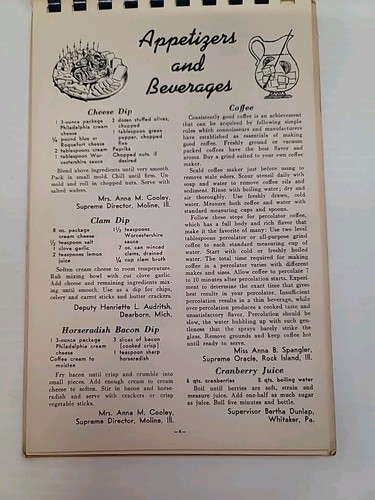 Appetizers
and
Beverages
Cheese Dip
1 3-ounce package
Philadelphia cream
cheese
¼ pound blue or
Roquefort cheese
2 tablespoons cream
1 tablespoon Wor-
cestershire sauce
2 dozen stuffed olives,
chopped
1 tablespoon green
pepper, chopped
fine
Paprika
Chopped nuts, if
desired
Blend above ingredients until very smooth.
Pack in small mold. Chill until firm. Un-
mold and roll in chopped nuts. Serve with
salted wafers.
Mrs. Anna M. Cooley,
Supreme Director, Moline, Ill.
Clam Dip
8 oz. package
cream cheese
½ teaspoon salt
1 clove garlic
2 teaspoons lemon
juice
1½ teaspoons
Worcestershire
sauce
7 oz. can minced
clams, drained
¼ cup clam broth
Soften cream cheese to room temperature.
Rub mixing bowl with cut clove garlic.
Add cheese and remaining ingredients mix-
ing until smooth. Use as a dip for chips,
celery and carrot sticks and butter crackers.
Deputy Henriette L. Audritsh,
Dearborn, Mich.
Horseradish Bacon Dip
1 3-ounce package
Philadelphia cream
cheese
Coffee cream to
moisten
3 slices of bacon
(cooked crisp)
1 teaspoon sharp
horseradish
Fry bacon until crisp and crumble into
small pieces. Add enough cream to cream
cheese to soften. Stir in bacon and horse-
radish and serve with crackers or crisp
vegetable sticks.
Mrs. Anna M. Cooley,
Supreme Director, Moline, Ill.
Coffee
Consistently good coffee is an achievement
that can be acquired by following simple
rules which connoisseurs and manufacturers
have established as essentials of making
good coffee. Freshly ground or vacuum
packed coffees have the best flavor and
aroma. Buy a grind suited to your own coffee
maker.
Scald coffee maker just before using to
remove stale odors. Scour utensil daily with
soap and water to remove coffee oils and
sediment. Rinse with boiling water; dry and
air thoroughly. Use freshly drawn, cold
water. Measure both coffee and water with
standard measuring cups and spoons.
Follow these steps for percolator coffee,
which has a full body and rich flavor that
make it the favorite of many: Use two level
tablespoons percolator or all-purpose grind
coffee to each standard measuring cup of
water. Start with cold or freshly boiled
water. The total time required for making
coffee in a percolator varies with different
makes and sizes. Allow coffee to percolate 7
to 10 minutes after percolation starts. Experi-
ment to determine the exact time that gives
best results in your percolator. Insufficient
percolation results in a thin beverage, while
over-percolation produces a cooked taste and
unsatisfactory flavor. Percolation should be
slow, the water bubbling up with such gen-
tleness that the sprays barely strike the
glass. Remove grounds and keep coffee hot
until ready to serve.
Miss Anna B. Spangler,
Supreme Oracle, Rock Island, Ill.
Cranberry Juice
4 qts. cranberries
5 qts. boiling water
Boil until berries are soft, strain and
measure juice. Add one-half as much sugar
as juice. Boil five minutes and bottle.
Supervisor Bertha Dunlap,
Whitaker, Pa.